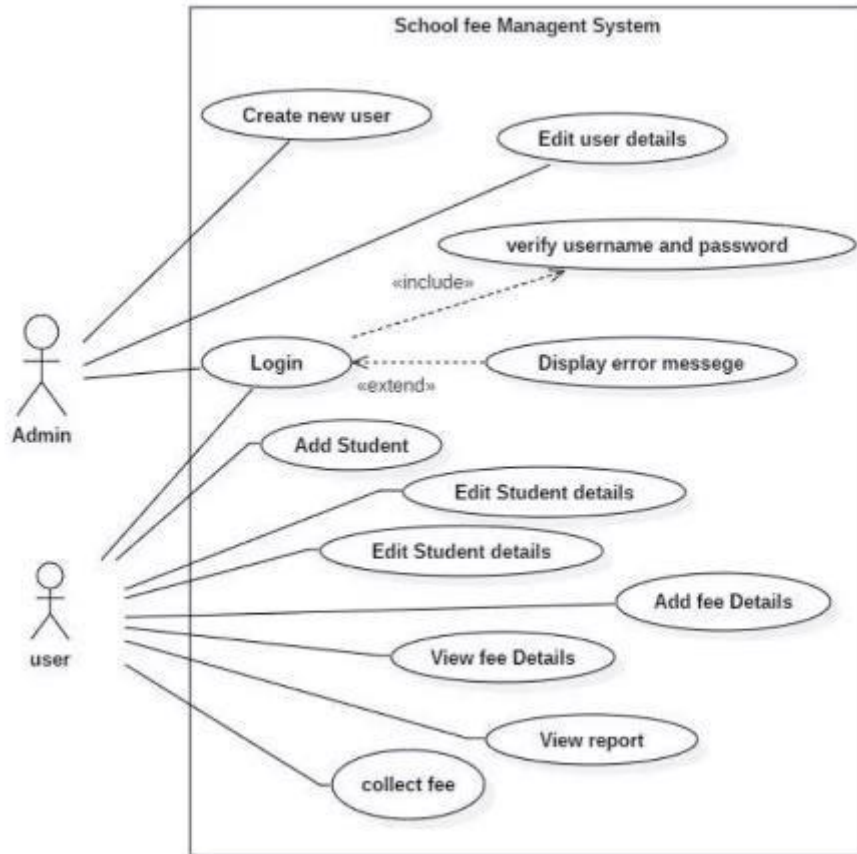 School fee Managent System
Create new user
Edit user details
verify username and password
«include»
Login
Display error messege
«extend»
Admin
Add Student
Edit Student details
Edit Student details
Add fee Details
user
View fee Details
View report
collect fee